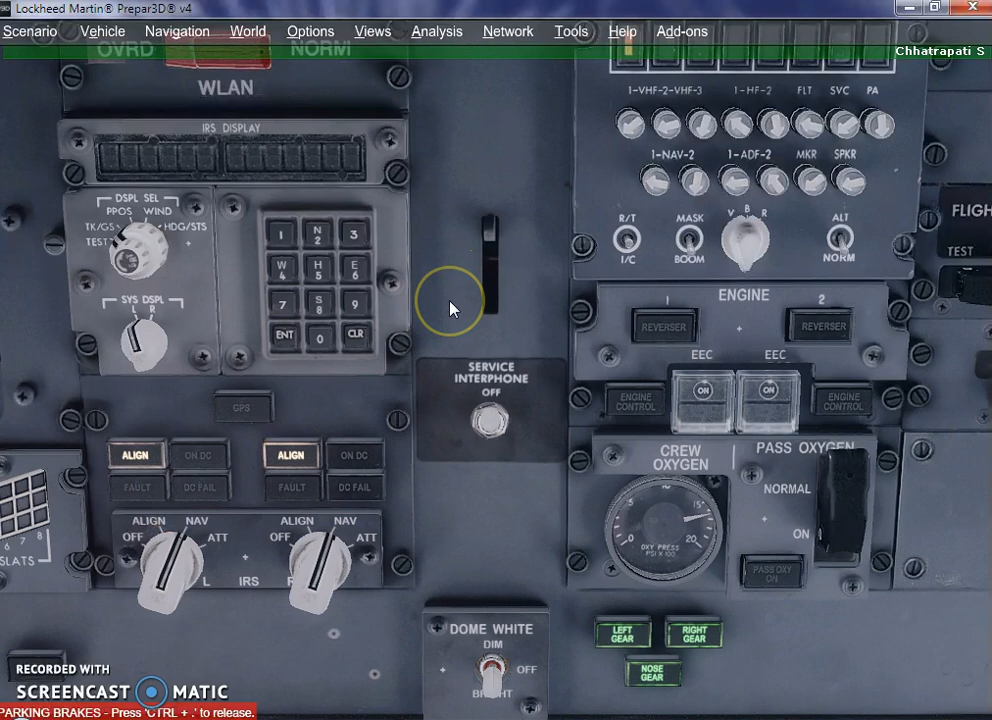 Lockheed Martin® Prepar3D® v4
Scenario Vehicle Navigation World Options Views Analysis Network Tools Help Add-ons
Chhatrapati S
OVRD NORM
WLAN
IRS DISPLAY
DSPL SEL
PPOS WIND
TK/GS HDG/STS
TEST
SYS DSPL
L R
1 N 2 3
W 4 H 5 E 6
7 S 8 9
ENT 0 CLR
GPS
ALIGN ON DC ALIGN ON DC
FAULT DC FAIL FAULT DC FAIL
ALIGN NAV ALIGN NAV
OFF ATT OFF ATT
L IRS R
6 7 8
SLATS
SERVICE
INTERPHONE
OFF
DOME WHITE
DIM
OFF
BRIGHT
1-VHF-2-VHF-3 1-HF-2 FLT SVC PA
1-NAV-2 1-ADF-2 MKR SPKR
R/T MASK V B R ALT
I/C BOOM NORM
FLIGH
TEST
1 ENGINE 2
REVERSER REVERSER
EEC EEC
ENGINE CONTROL ON ON ENGINE CONTROL
CREW
OXYGEN
PASS OXYGEN
NORMAL
ON
5 15
0 20
OXY PRESS
PSI X 100
PASS OXY
ON
LEFT GEAR RIGHT GEAR
NOSE GEAR
RECORDED WITH
SCREENCAST MATIC
PARKING BRAKES - Press 'CTRL + .' to release.